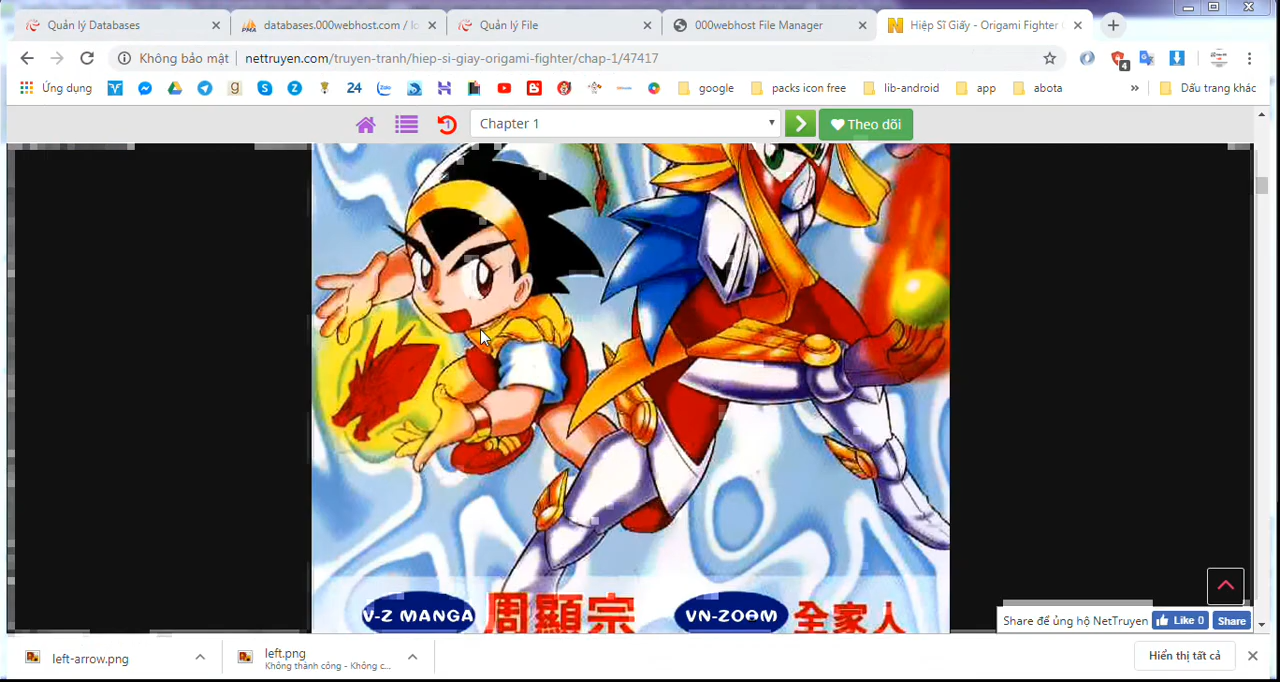 Quản lý Databases
databases.000webhost.com / lo
Quản lý File
000webhost File Manager
Hiệp Sĩ Giấy - Origami Fighter
Không bảo mật
nettruyen.com/truyen-tranh/hiep-si-giay-origami-fighter/chap-1/47417
4
Ứng dụng
24
google
packs icon free
lib-android
app
abota
»
Dấu trang khác
Chapter 1
Theo dõi
V-Z MANGA
周顯宗
VN-ZOOM
全家人
Share để ủng hộ NetTruyen
Like 0
Share
left-arrow.png
left.png
Không thành công - Không c...
Hiển thị tất cả